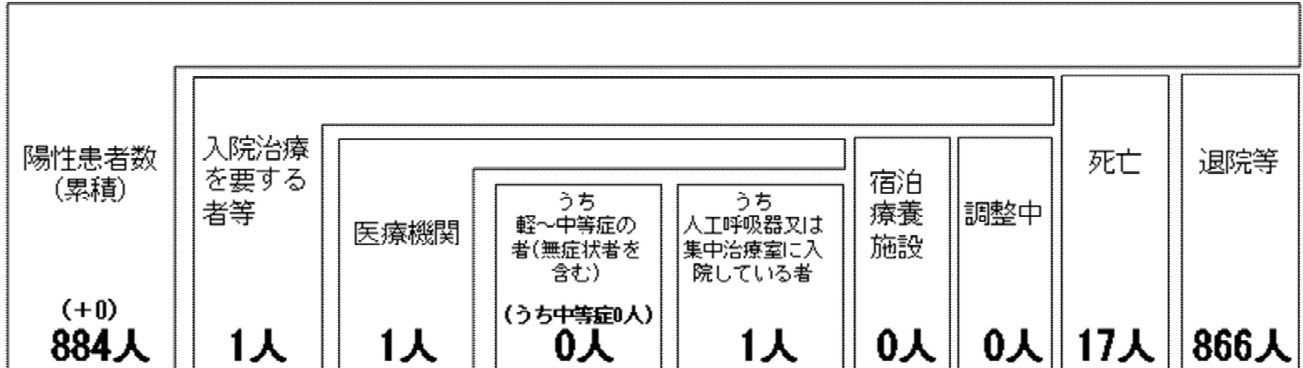 陽性患者数
(累積)
(+0)
884人
入院治療
を要する
者等
1人
医療機関
1人
うち
軽～中等症の
者(無症状者を
含む)
(うち中等症0人)
0人
うち
人工呼吸器又は
集中治療室に入
院している者
1人
宿泊
療養
施設
0人
調整中
0人
死亡
17人
退院等
866人